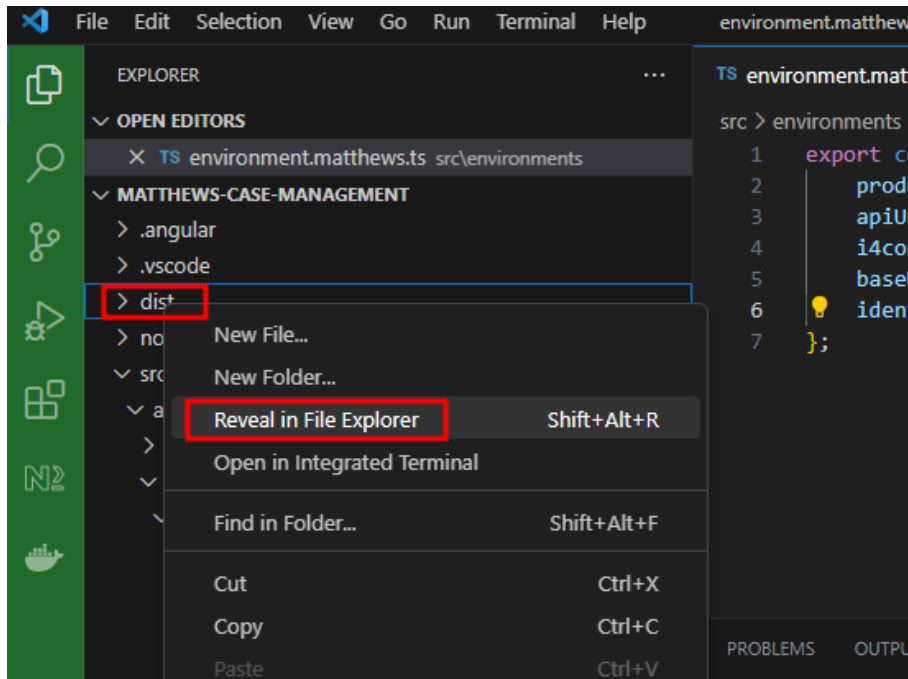 File Edit Selection View Go Run Terminal Help environment.matthew
EXPLORER ...
OPEN EDITORS
TS environment.matthews.ts src\environments
MATTHEWS-CASE-MANAGEMENT
.angular
.vscode
dist
no
src
a
New File...
New Folder...
Reveal in File Explorer Shift+Alt+R
Open in Integrated Terminal
Find in Folder... Shift+Alt+F
Cut Ctrl+X
Copy Ctrl+C
Paste Ctrl+V
TS environment.mat
src > environments
1 export c
2 prod
3 apiU
4 i4co
5 base
6 iden
7 };
PROBLEMS OUTPU